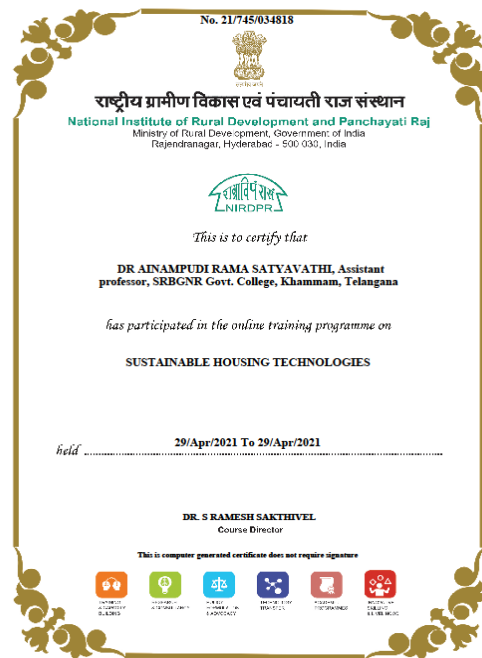 No. 21/745/034818
राष्ट्रीय ग्रामीण विकास एवं पंचायती राज संस्थान
National Institute of Rural Development and Panchayati Raj
Ministry of Rural Development, Government of India
Rajendranagar, Hyderabad - 500 030, India
NIRDPR
This is to certify that
DR AINAMPUDI RAMA SATYAVATHI, Assistant
professor, SRBGNR Govt. College, Khammam, Telangana
has participated in the online training programme on
SUSTAINABLE HOUSING TECHNOLOGIES
held 29/Apr/2021 To 29/Apr/2021
DR. S RAMESH SAKTHIVEL
Course Director
This is computer generated certificate does not require signature